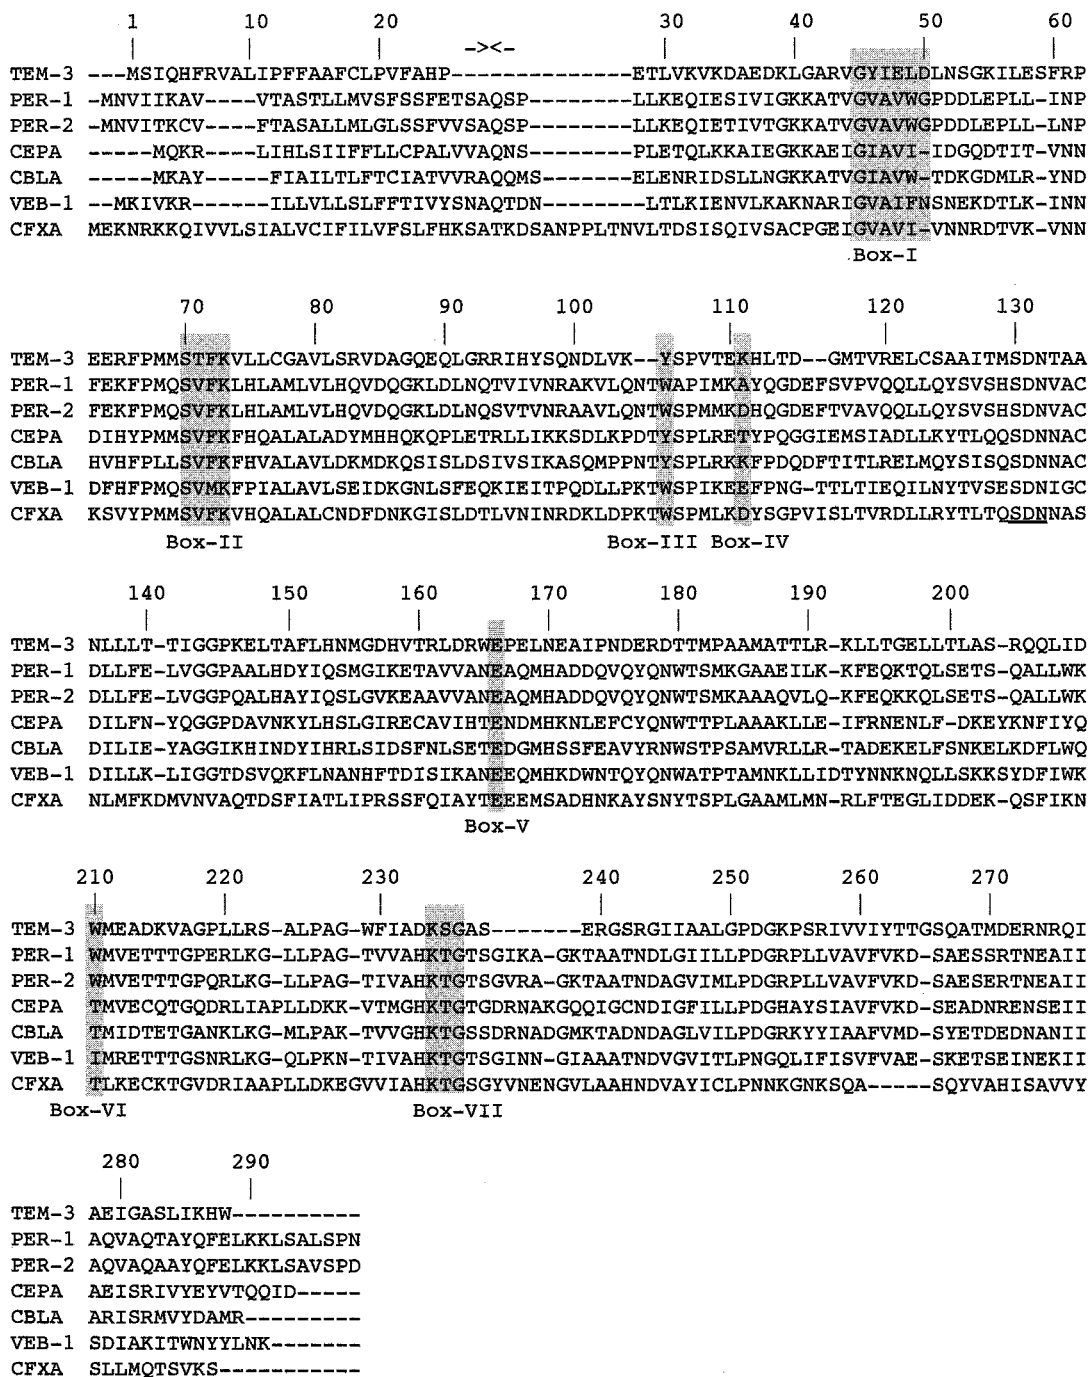 1 10 20 -><- 30 40 50 60
TEM-3 ---MSIQHFRVALIPFFAAFCLPVFAHP--------------ETLVKVKDAEDKLGARVGYIELDLNSGKILESFRP
PER-1 -MNVIIKAV----VTASTLLMVSFSSFETSAQSP--------LLKEQIESIVIGKKATVGVAVWGPDDLEPLL-INP
PER-2 -MNVITKCV----FTASALLMLGLSSFVVSAQSP--------LLKEQIETIVTGKKATVGVAVWGPDDLEPLL-LNP
CEPA -----MQKR----LIHLSIIFFLLCPALVVAQNS--------PLETQLKKAIEGKKAEIGIAVI-IDGQDTIT-VNN
CBLA -----MKAY-----FIAILTLFTCIATVVRAQQMS-------ELENRIDSLLNGKKATVGIAVW-TDKGDMLR-YND
VEB-1 --MKIVKR-----ILLVLLSLFFTIVYSNAQTDN--------LTLKIENVLKAKNARIGVAIFNSNEKDTLK-INN
CFXA MEKNRKKQIVVLSIALVCIFILVFSLFHKSATKDSANPPLTNVLTDSISQIVSACPGEIGVAVI-VNNRDTVK-VNN
Box-I
70 80 90 100 110 120 130
TEM-3 EERFPMMSTFKVLLCGAVLSRVDAGQEQLGRRIHYSQNDLVK--YSPVTEKHLTD--GMTVRELCSAAITMSDNTAA
PER-1 FEKFPMQSVFKLHLAMLVLHQVDQGKLDLNQTVIVNRAKVLQNTWAPIMKAYQGDEFSVPVQQLLQYSVSHSDNVAC
PER-2 FEKFPMQSVFKLHLAMLVLHQVDQGKLDLNQSVTVNRAAVLQNTWSPMMKDHQGDEFTVAVQQLLQYSVSHSDNVAC
CEPA DIHYPMMSVFKFHQALALADYMHHQKQPLETRLLIKKSDLKPDTYSPLRETYPQGGIEMSIADLLKYTLQQSDNNAC
CBLA HVHFPLLSVFKFHVALAVLDKMDKQSISLDSIVSIKASQMPPNTYSPLRKKFPDQDFTITLRELMQYSISQSDNNAC
VEB-1 DFHFPMQSVMKFPIALAVLSEIDKGNLSFEQKIEITPQDLLPKTWSPIKEEFPNG-TTLTIEQILNYTVSESDNIGC
CFXA KSVYPMMSVFKVHQALALCNDFDNKGISLDTLVNINRDKLDPKTWSPMLKDYSGPVISLTVRDLLRYTLTQSDNNAS
Box-II Box-III Box-IV
140 150 160 170 180 190 200
TEM-3 NLLLT-TIGGPKELTAFLHNMGDHVTRLDRWEPELNEAIPNDERDTTMPAAMATTLR-KLLTGELLTLAS-RQQLID
PER-1 DLLFE-LVGGPAALHDYIQSMGIKETAVVANEAQMHADDQVQYQNWTSMKGAAEILK-KFEQKTQLSETS-QALLWK
PER-2 DLLFE-LVGGPQALHAYIQSLGVKEAAVVANEAQMHADDQVQYQNWTSMKAAAQVLQ-KFEQKKQLSETS-QALLWK
CEPA DILFN-YQGGPDAVNKYLHSLGIRECAVIHTENDMHKNLEFCYQNWTTPLAAAKLLE-IFRNENLF-DKEYKNFIYQ
CBLA DILIE-YAGGIKHINDYIHRLSIDSFNLSETEDGMHSSFEAVYRNWSTPSAMVRLLR-TADEKELFSNKELKDFLWQ
VEB-1 DILLK-LIGGTDSVQKFLNANHFTDISIKANEEQMHKDWNTQYQNWATPTAMNKLLIDTYNNKNQLLSKKSYDFIWK
CFXA NLMFKDMVNVAQTDSFIATLIPRSSFQIAYTEEEMSADHNKAYSNYTSPLGAAMLMN-RLFTEGLIDDEK-QSFIKN
Box-V
210 220 230 240 250 260 270
TEM-3 WMEADKVAGPLLRS-ALPAG-WFIADKSGAS-------ERGSRGIIAALGPDGKPSRIVVIYTTGSQATMDERNRQI
PER-1 WMVETTTGPERLKG-LLPAG-TVVAHKTGTSGIKA-GKTAATNDLGIILLPDGRPLLVAVFVKD-SAESSRTNEAII
PER-2 WMVETTTGPQRLKG-LLPAG-TIVAHKTGTSGVRA-GKTAATNDAGVIMLPDGRPLLVAVFVKD-SAESERTNEAII
CEPA TMVECQTGQDRLIAPLLDKK-VTMGHKTGTGDRNAKGQQIGCNDIGFILLPDGHAYSIAVFVKD-SEADNRENSEII
CBLA TMIDTETGANKLKG-MLPAK-TVVGHKTGSSDRNADGMKTADNDAGLVILPDGRKYYIAAFVMD-SYETDEDNANII
VEB-1 IMRETTTGSNRLKG-QLPKN-TIVAHKTGTSGINN-GIAAATNDVGVITLPNGQLIFISVFVAE-SKETSEINEKII
CFXA TLKECKTGVDRIAAPLLDKEGVVIAHKTGSGYVNENGVLAAHNDVAYICLPNNKGNKSQA-----SQYVAHISAVVY
Box-VI Box-VII
280 290
TEM-3 AEIGASLIKHW----------
PER-1 AQVAQTAYQFELKKLSALSPN
PER-2 AQVAQAAYQFELKKLSAVSPD
CEPA AEISRIVYEYVTQQID-----
CBLA ARISRMVYDAMR---------
VEB-1 SDIAKITWNYYLNK-------
CFXA SLLMQTSVKS-----------